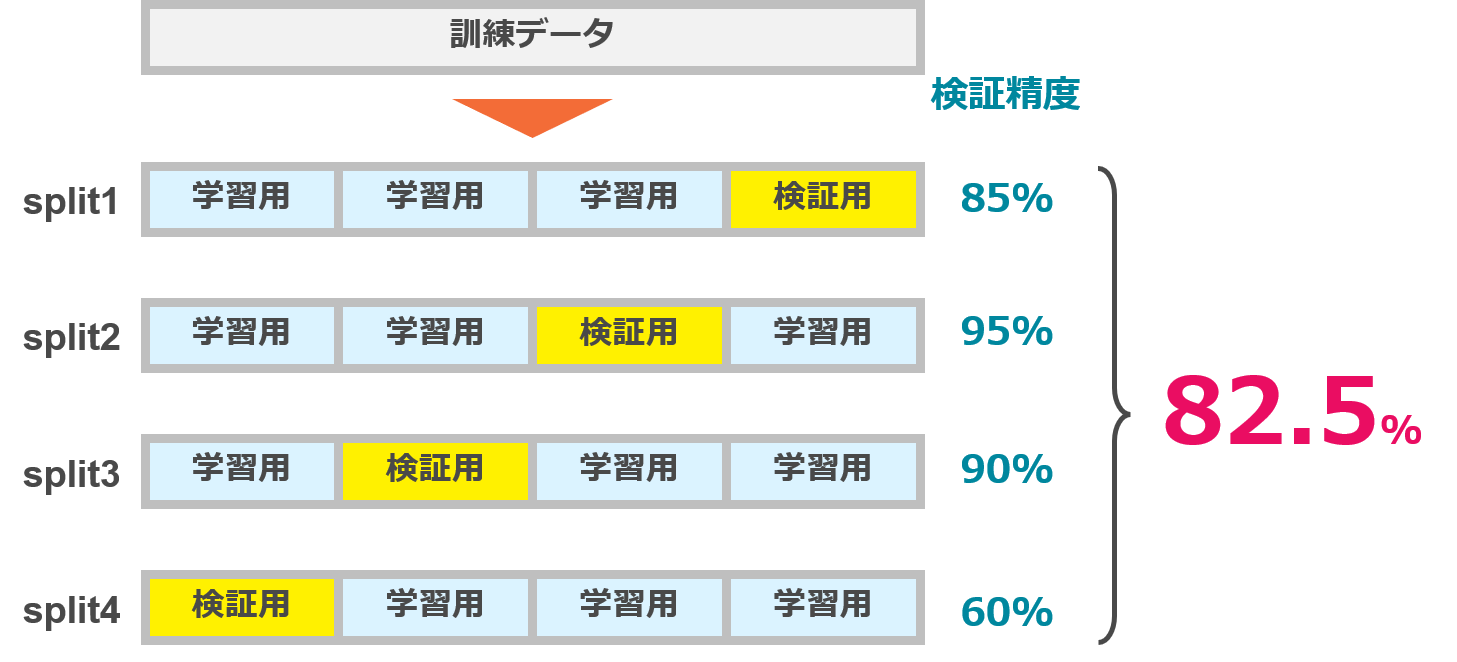 訓練データ
検証精度
split1 学習用 学習用 学習用 検証用 85%
split2 学習用 学習用 検証用 学習用 95%
split3 学習用 検証用 学習用 学習用 90%
split4 検証用 学習用 学習用 学習用 60%
82.5%